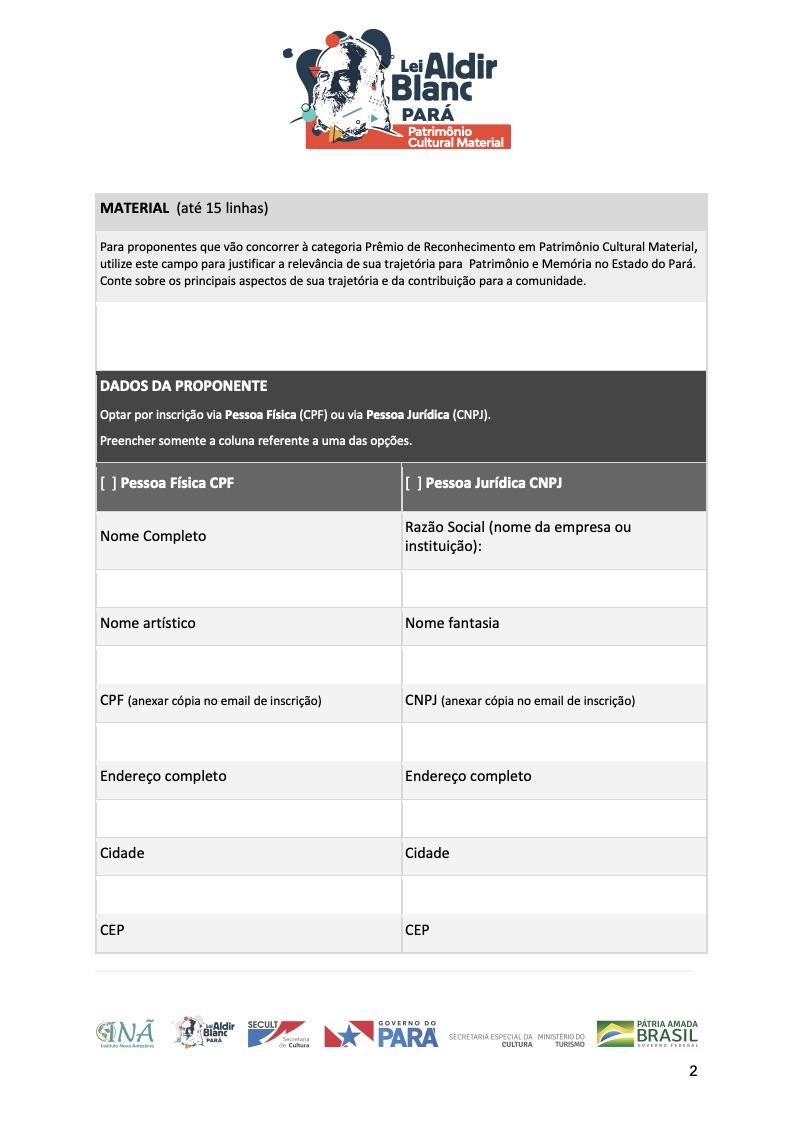 Lei Aldir
Blanc
PARÁ
Patrimônio
Cultural Material
MATERIAL (até 15 linhas)
Para proponentes que vão concorrer à categoria Prêmio de Reconhecimento em Patrimônio Cultural Material,
utilize este campo para justificar a relevância de sua trajetória para Patrimônio e Memória no Estado do Pará.
Conte sobre os principais aspectos de sua trajetória e da contribuição para a comunidade.
DADOS DA PROPONENTE
Optar por inscrição via Pessoa Física (CPF) ou via Pessoa Jurídica (CNPJ).
Preencher somente a coluna referente a uma das opções.
[ ] Pessoa Física CPF
[ ] Pessoa Jurídica CNPJ
Nome Completo
Razão Social (nome da empresa ou
instituição):
Nome artístico
Nome fantasia
CPF (anexar cópia no email de inscrição)
CNPJ (anexar cópia no email de inscrição)
Endereço completo
Endereço completo
Cidade
Cidade
CEP
CEP
INÃ
Instituto Nova Amazônia
Lei Aldir
Blanc
PARÁ
SECULT
Secretaria
de Cultura
GOVERNO DO
PARÁ
SECRETARIA ESPECIAL DA
CULTURA
MINISTÉRIO DO
TURISMO
PÁTRIA AMADA
BRASIL
GOVERNO FEDERAL
2